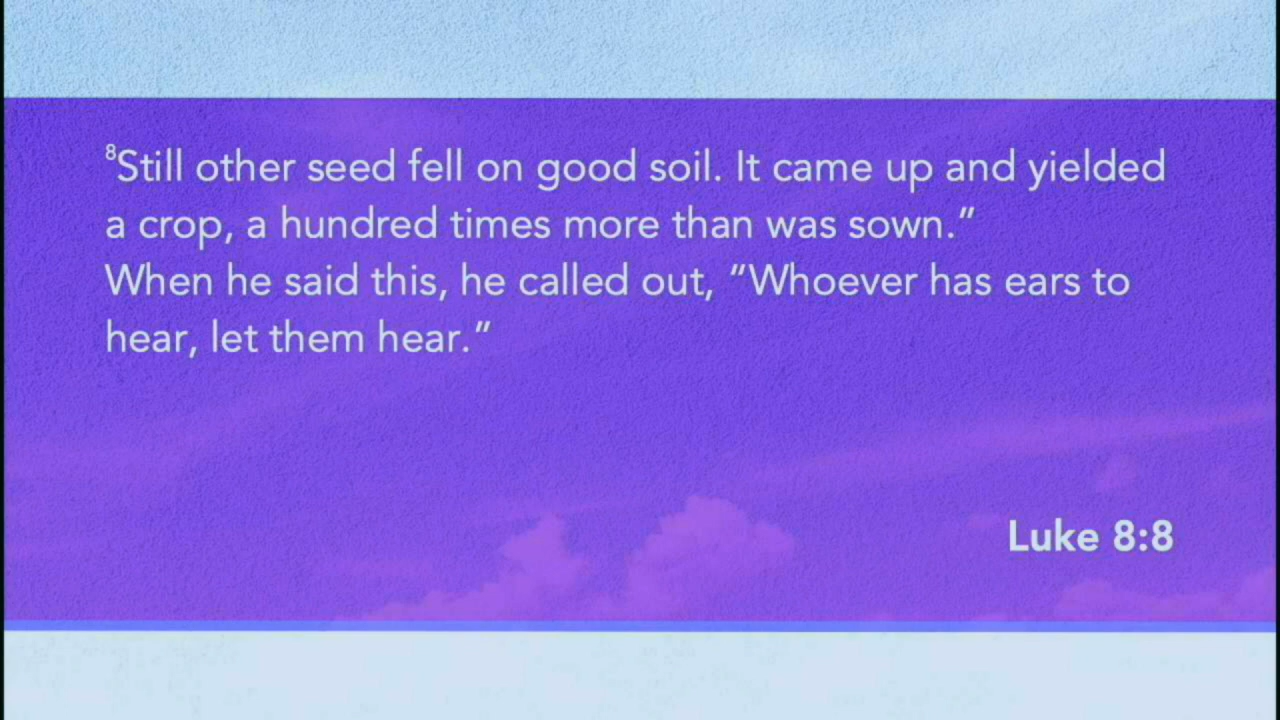 ⁸Still other seed fell on good soil. It came up and yielded
a crop, a hundred times more than was sown.”
When he said this, he called out, “Whoever has ears to
hear, let them hear.”
Luke 8:8